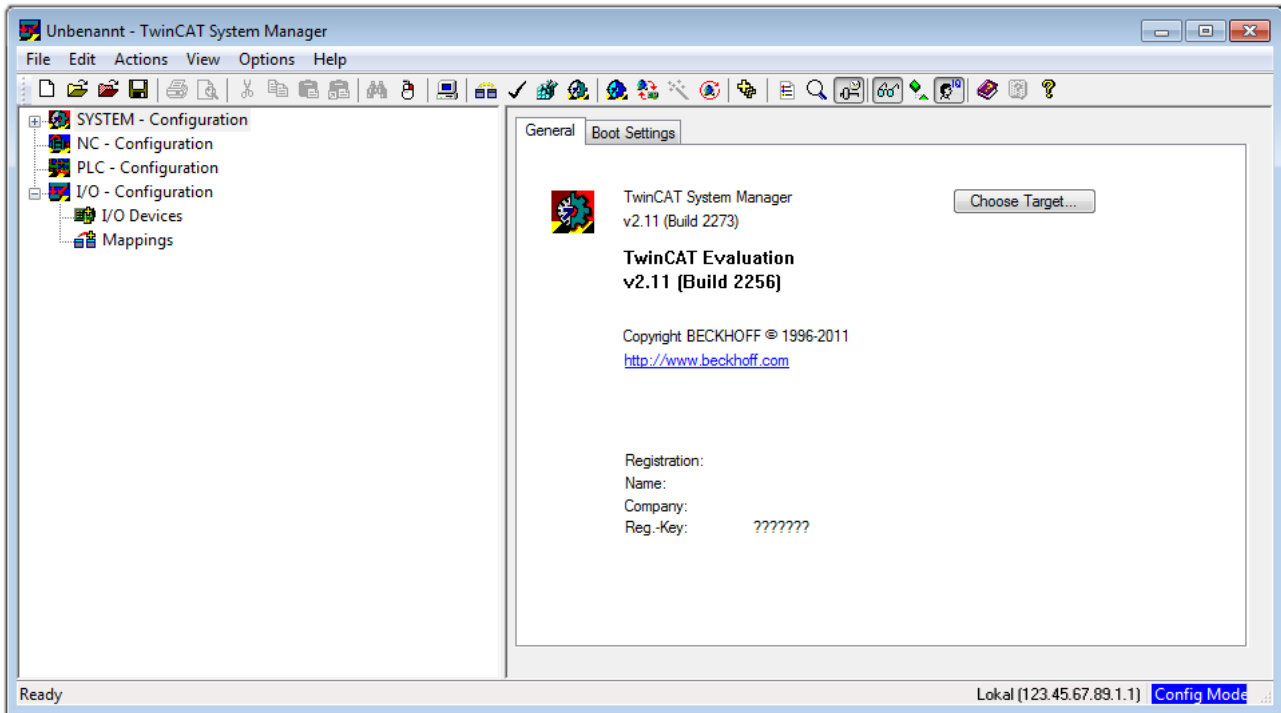 Unbenannt - TwinCAT System Manager
File Edit Actions View Options Help
SYSTEM - Configuration
NC - Configuration
PLC - Configuration
I/O - Configuration
I/O Devices
Mappings
General Boot Settings
TwinCAT System Manager
v2.11 (Build 2273)
Choose Target...
TwinCAT Evaluation
v2.11 (Build 2256)
Copyright BECKHOFF © 1996-2011
http://www.beckhoff.com
Registration:
Name:
Company:
Reg.-Key: ???????
Ready Lokal (123.45.67.89.1.1) Config Mode